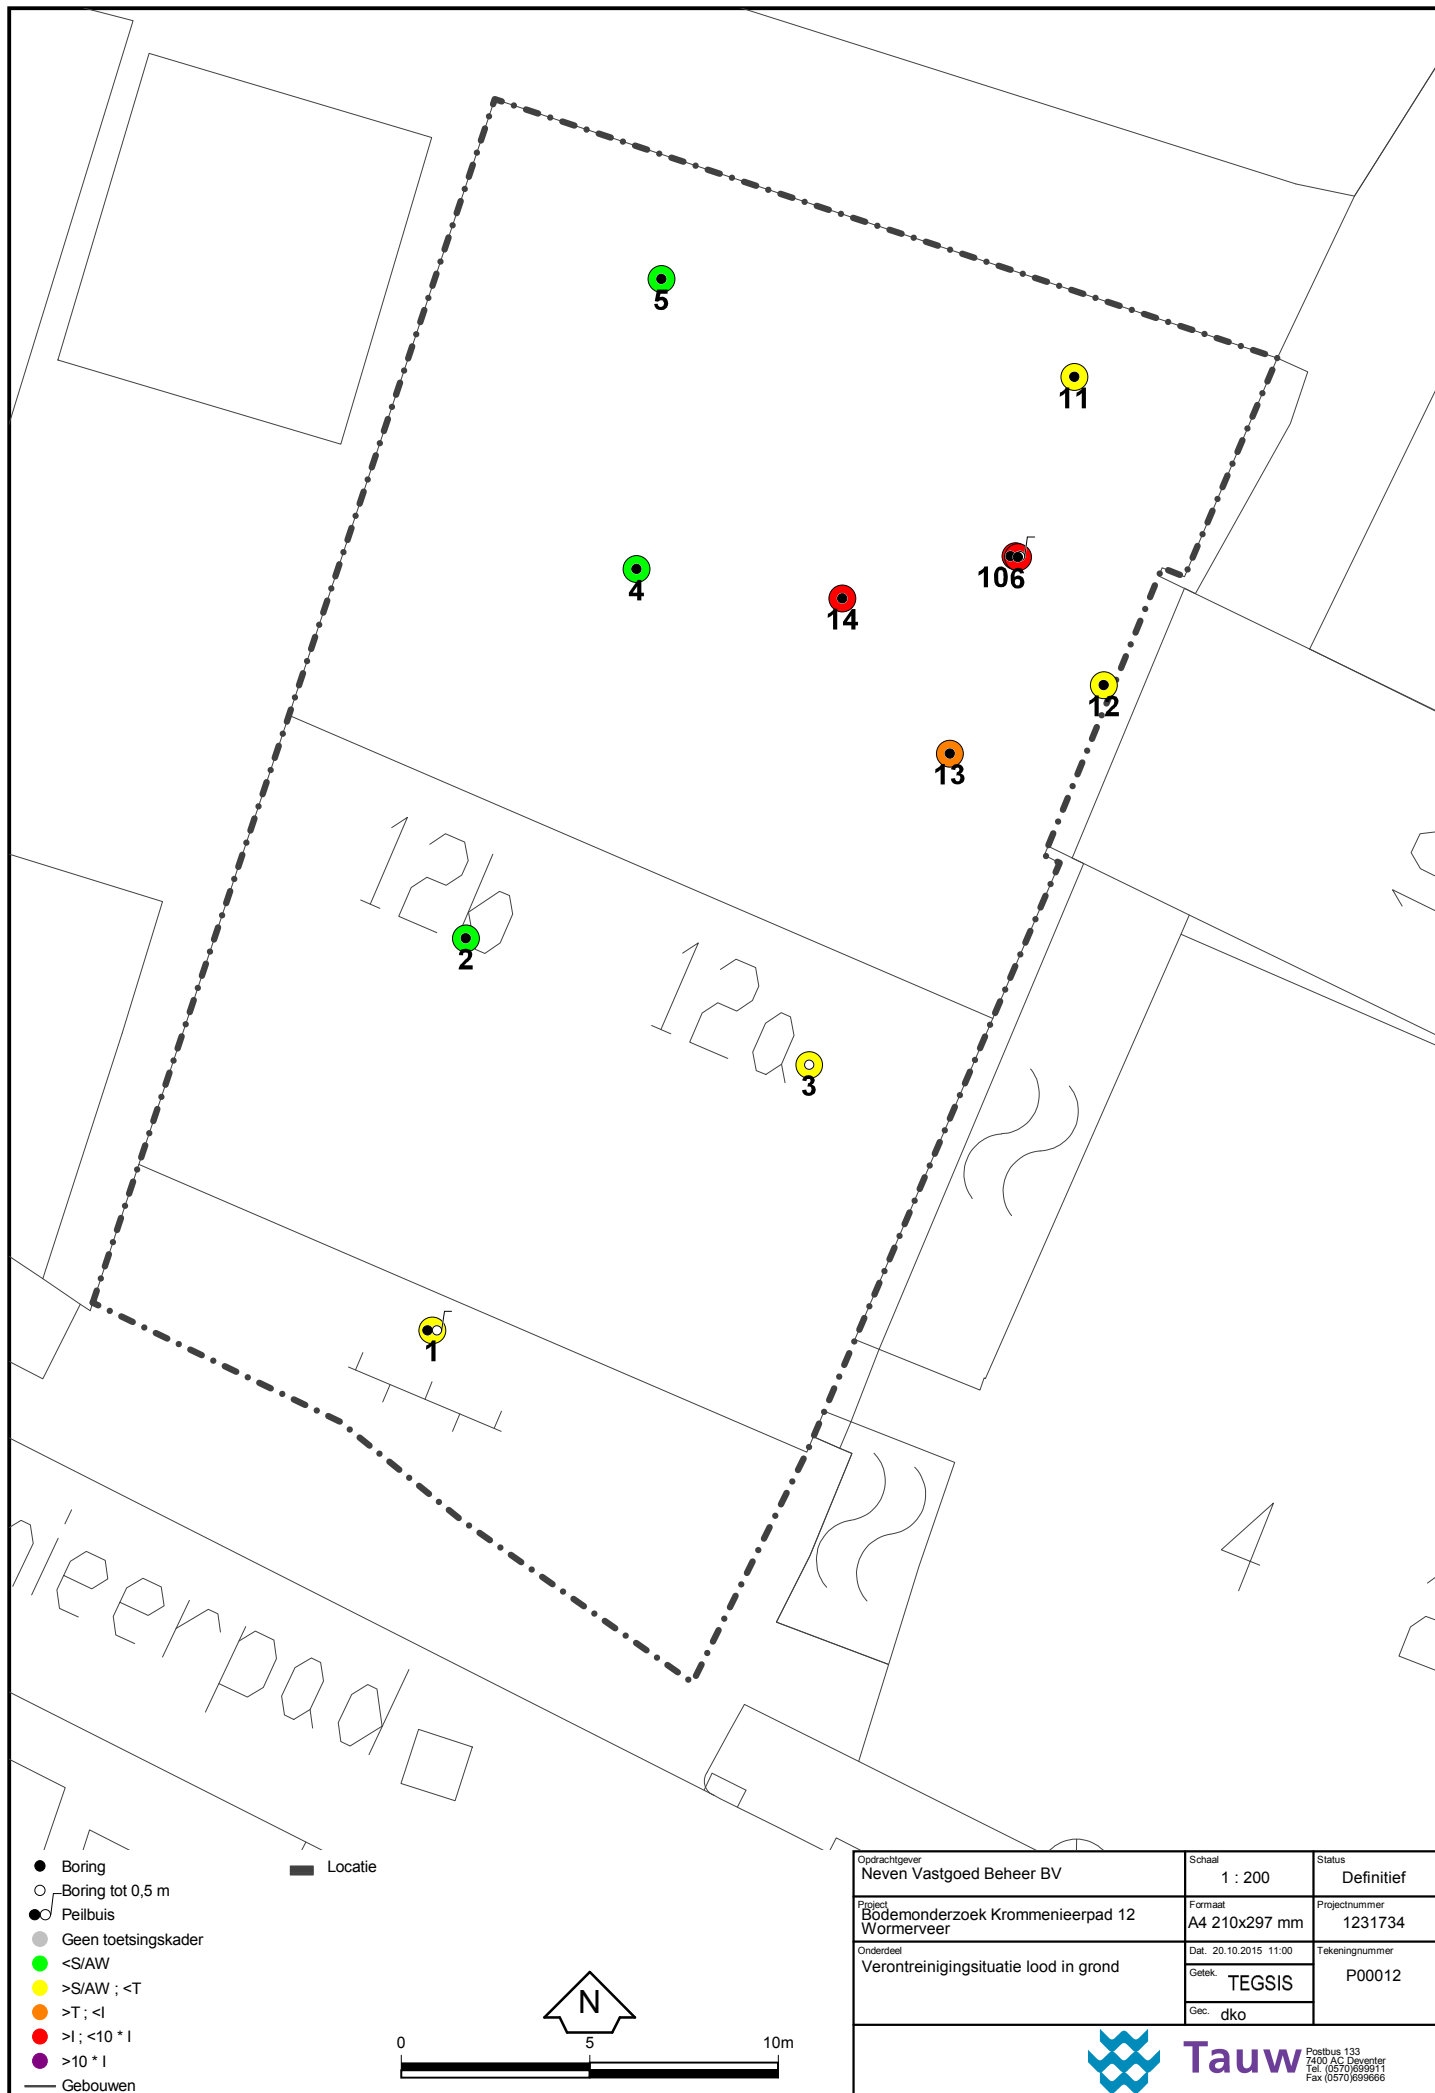 5
11
4
106
14
12
13
12b
2
12a
3
1
4
nieerpad
Boring
Boring tot 0,5 m
Peilbuis
Geen toetsingskader
<S/AW
>S/AW ; <T
>T ; <I
>I ; <10 * I
>10 * I
Gebouwen
Locatie
N
0 5 10m
Opdrachtgever
Neven Vastgoed Beheer BV
Schaal
1 : 200
Status
Definitief
Project
Bodemonderzoek Krommenieerpad 12
Wormerveer
Formaat
A4 210x297 mm
Projectnummer
1231734
Onderdeel
Verontreinigingsituatie lood in grond
Dat. 20.10.2015 11:00
Getek. TEGSIS
Gec. dko
Tekeningnummer
P00012
Tauw
Postbus 133
7400 AC Deventer
Tel. (0570)699911
Fax (0570)699666